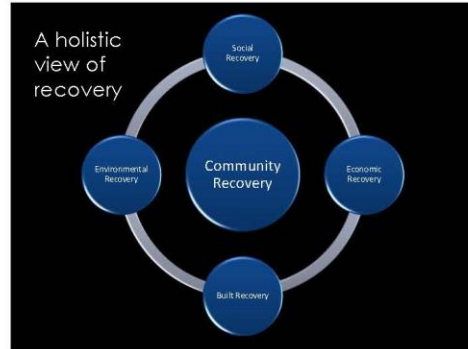 A holistic
view of
recovery
Social
Recovery
Environmental
Recovery
Community
Recovery
Economic
Recovery
Built Recovery